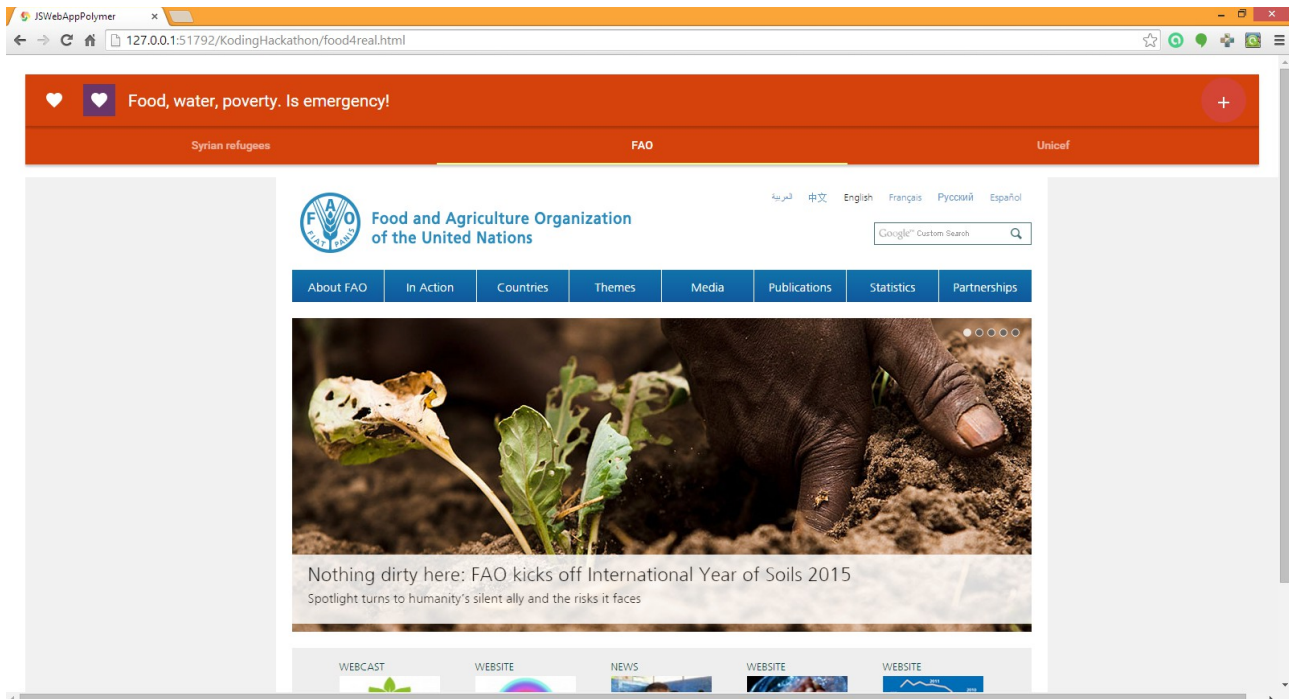 JSWebAppPolymer
127.0.0.1:51792/KodingHackathon/food4real.html
Food, water, poverty. Is emergency!
Syrian refugees
FAO
Unicef
العربية 中文 English Français Русский Español
F A O
FIAT PANIS
Food and Agriculture Organization
of the United Nations
Google™ Custom Search
About FAO In Action Countries Themes Media Publications Statistics Partnerships
Nothing dirty here: FAO kicks off International Year of Soils 2015
Spotlight turns to humanity's silent ally and the risks it faces
WEBCAST WEBSITE NEWS WEBSITE WEBSITE